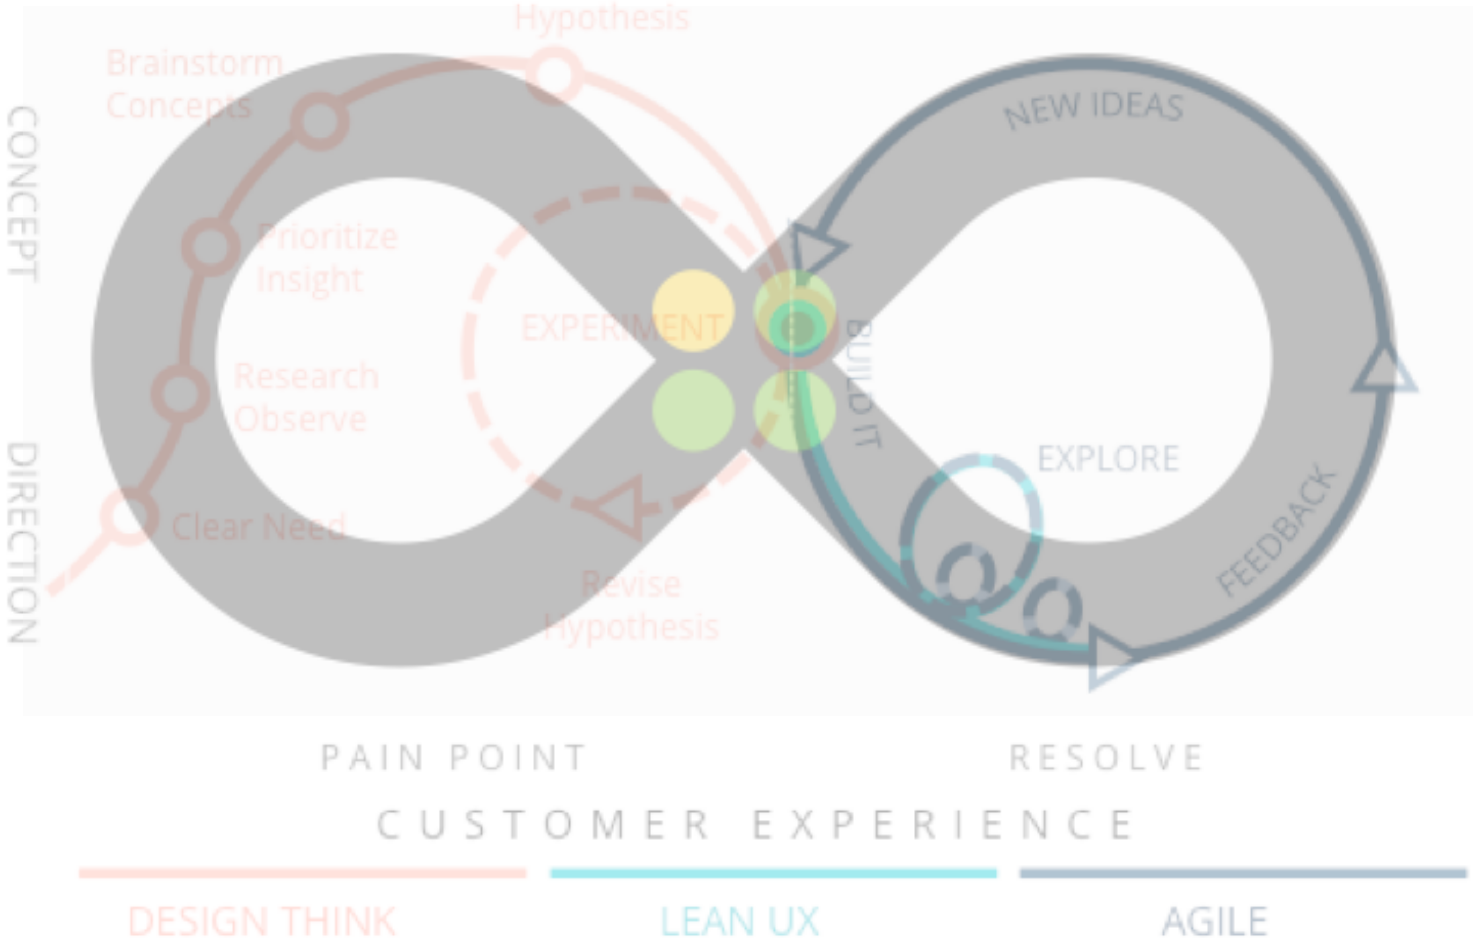 Hypothesis
Brainstorm
Concepts
NEW IDEAS
CONCEPT
Prioritize
Insight
EXPERIMENT
BUILD IT
Research
Observe
EXPLORE
DIRECTION
Clear Need
FEEDBACK
Revise
Hypothesis
PAIN POINT
RESOLVE
CUSTOMER EXPERIENCE
DESIGN THINK
LEAN UX
AGILE